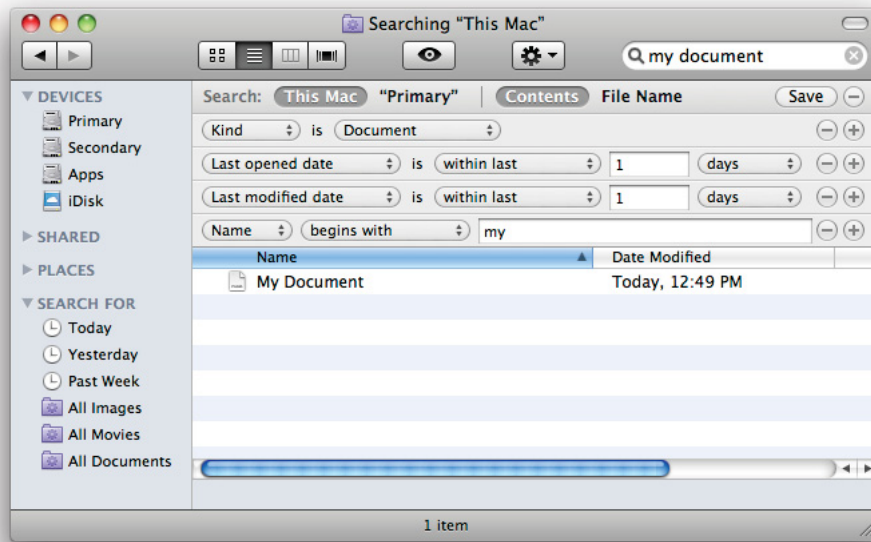 Searching “This Mac”
my document
DEVICES
Primary
Secondary
Apps
iDisk
SHARED
PLACES
SEARCH FOR
Today
Yesterday
Past Week
All Images
All Movies
All Documents
Search: This Mac “Primary” Contents File Name Save
Kind is Document
Last opened date is within last 1 days
Last modified date is within last 1 days
Name begins with my
Name Date Modified
My Document Today, 12:49 PM
1 item